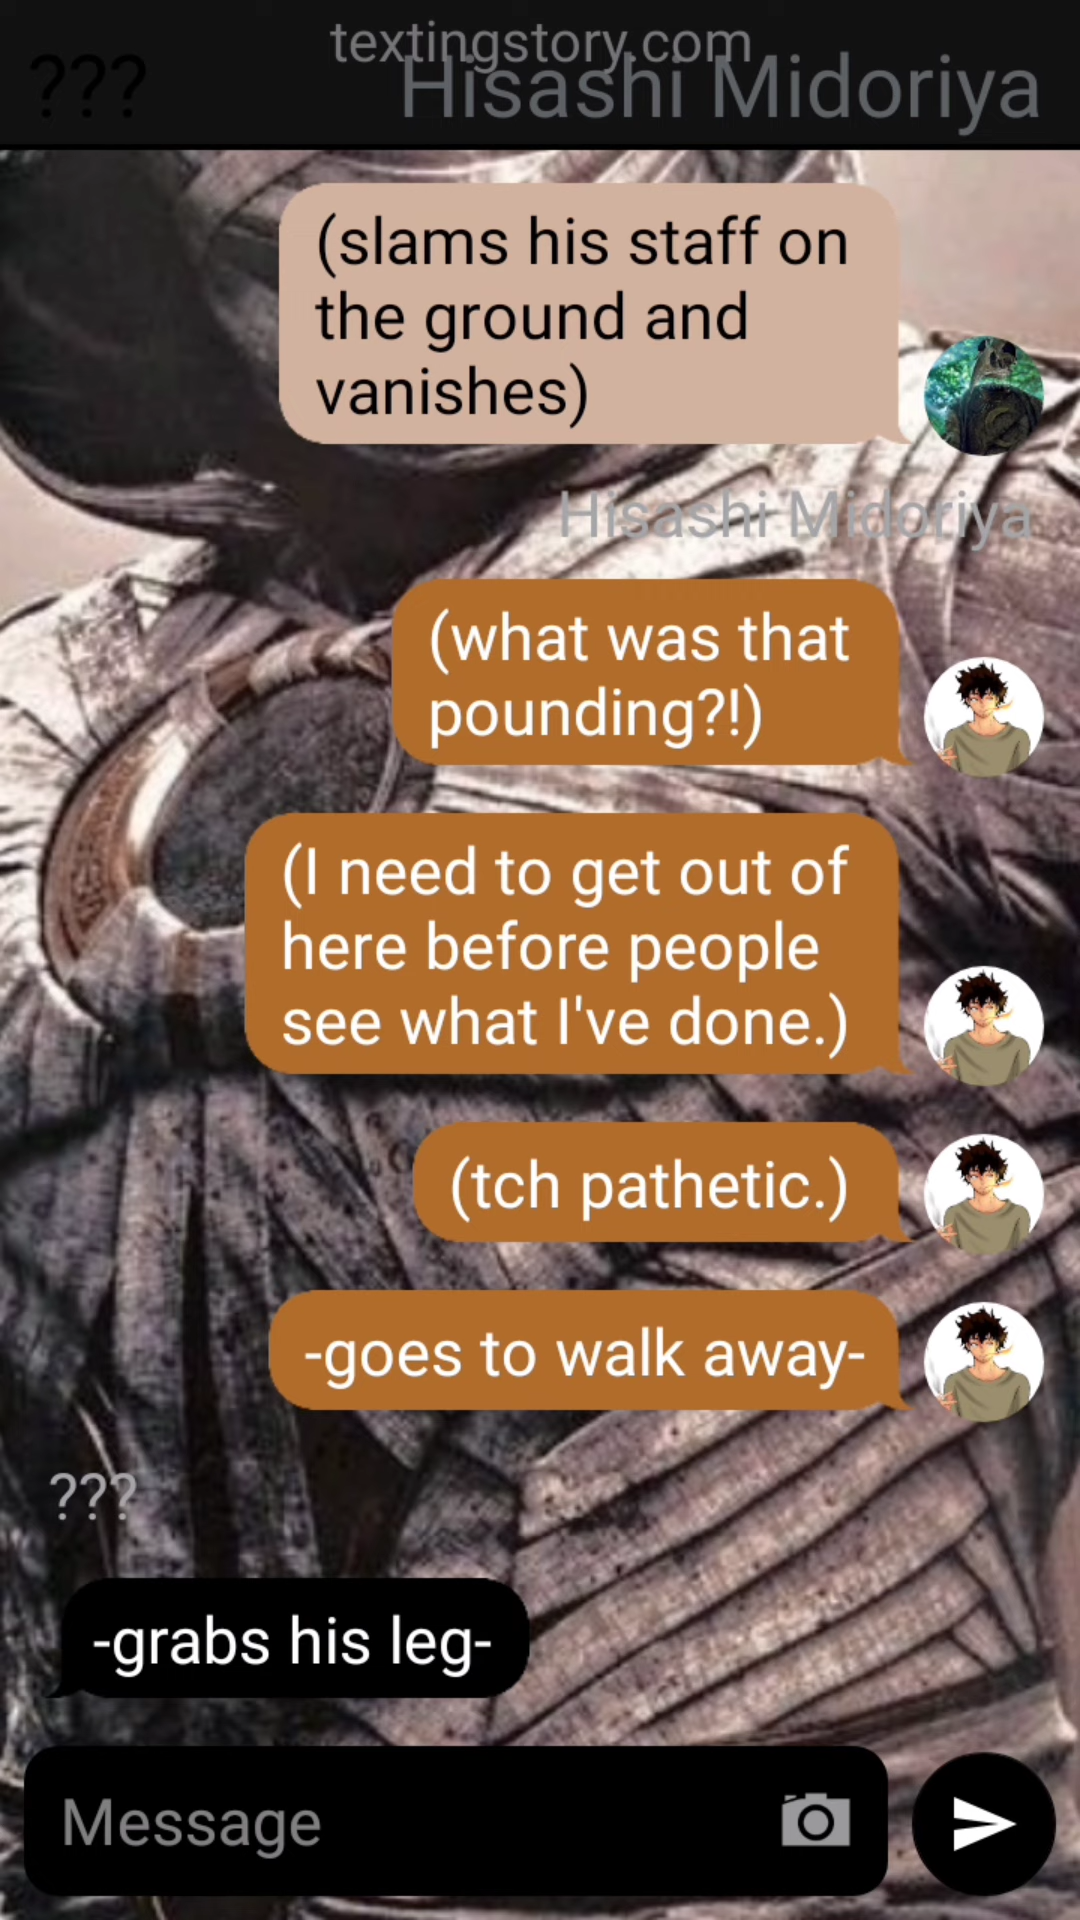 textingstory.com
??? Hisashi Midoriya
(slams his staff on
the ground and
vanishes)
Hisashi Midoriya
(what was that
pounding?!)
(I need to get out of
here before people
see what I've done.)
(tch pathetic.)
-goes to walk away-
???
-grabs his leg-
Message